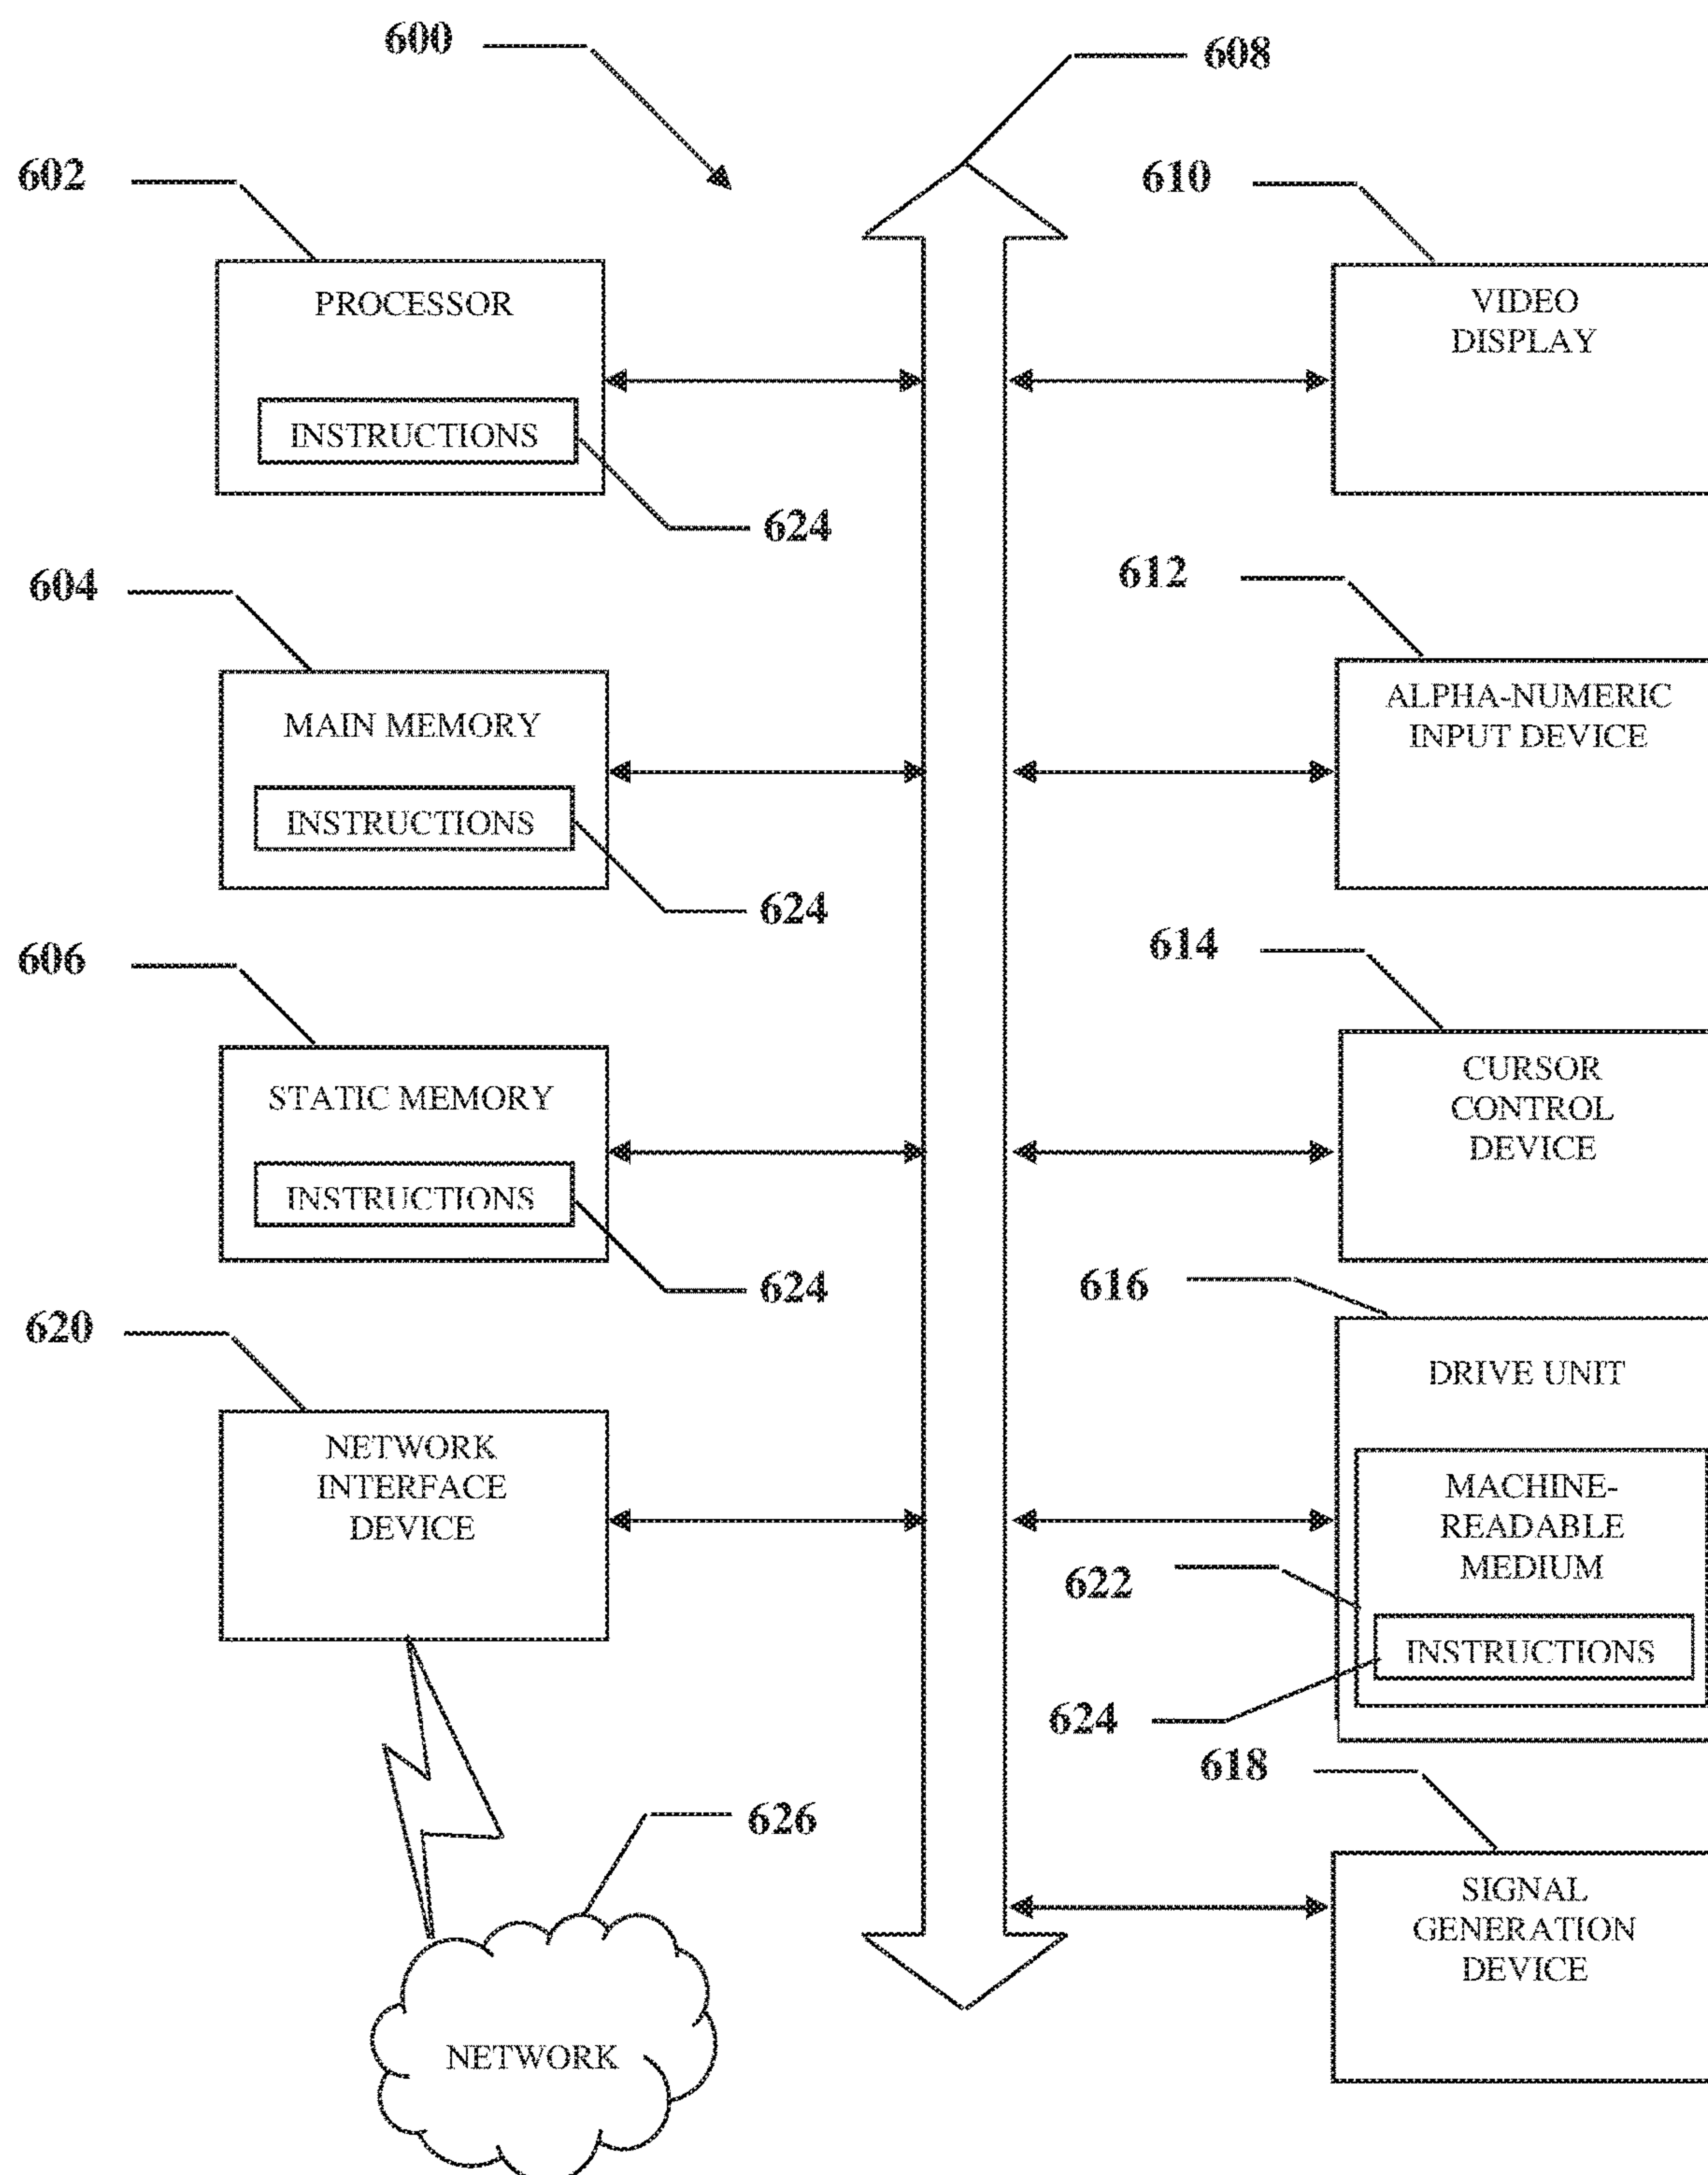 600
608
602
610
PROCESSOR
INSTRUCTIONS
624
VIDEO
DISPLAY
604
612
MAIN MEMORY
INSTRUCTIONS
624
ALPHA-NUMERIC
INPUT DEVICE
606
614
STATIC MEMORY
INSTRUCTIONS
624
CURSOR
CONTROL
DEVICE
620
616
NETWORK
INTERFACE
DEVICE
DRIVE UNIT
MACHINE-
READABLE
MEDIUM
622
INSTRUCTIONS
624
618
626
SIGNAL
GENERATION
DEVICE
NETWORK